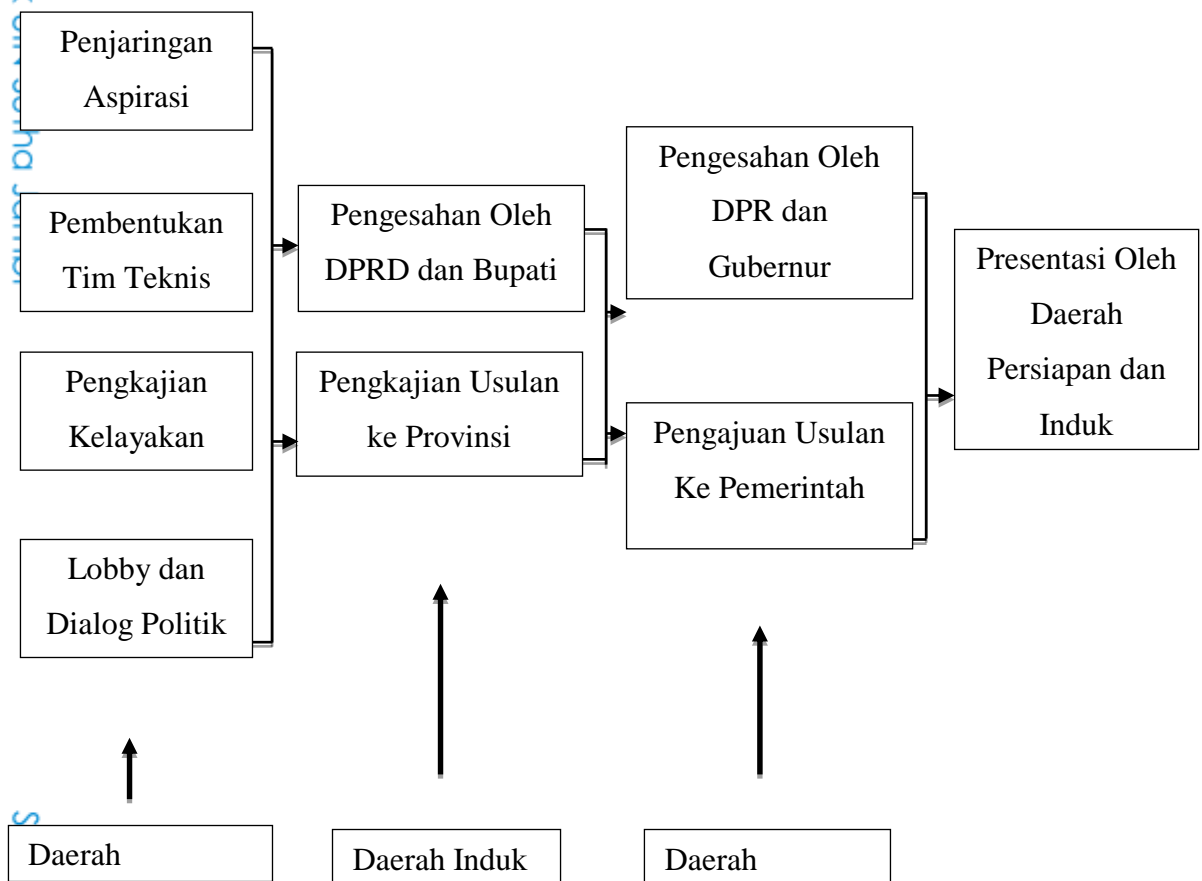 Penjaringan
Aspirasi
Pembentukan
Tim Teknis
Pengkajian
Kelayakan
Lobby dan
Dialog Politik
Pengesahan Oleh
DPRD dan Bupati
Pengkajian Usulan
ke Provinsi
Pengesahan Oleh
DPR dan
Gubernur
Pengajuan Usulan
Ke Pemerintah
Presentasi Oleh
Daerah
Persiapan dan
Induk
Daerah
Daerah Induk
Daerah